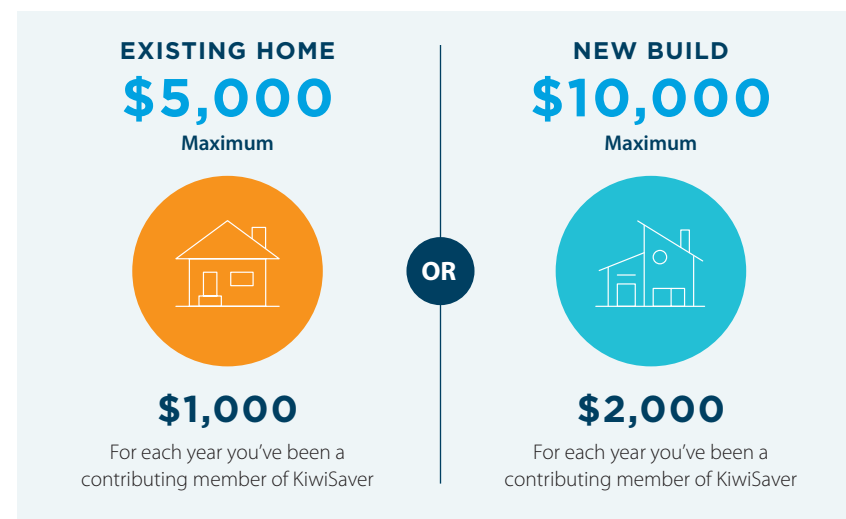 EXISTING HOME
$5,000
Maximum
$1,000
For each year you've been a
contributing member of KiwiSaver
OR
NEW BUILD
$10,000
Maximum
$2,000
For each year you've been a
contributing member of KiwiSaver